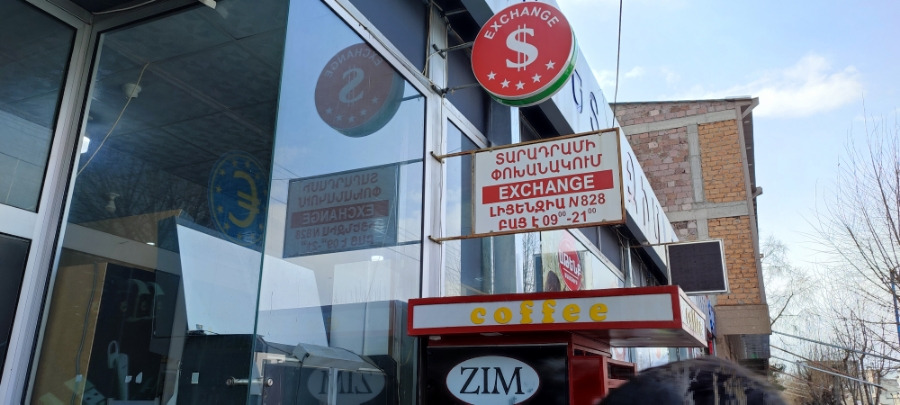 EXCHANGE
$
ՏԱՐԱԴՐԱՄԻ
ՓՈԽԱՆԱԿՈՒՄ
EXCHANGE
ԼԻՑԵՆԶԻԱ N828
ԲԱՑ Է 09⁰⁰-21⁰⁰
coffee
ZIM